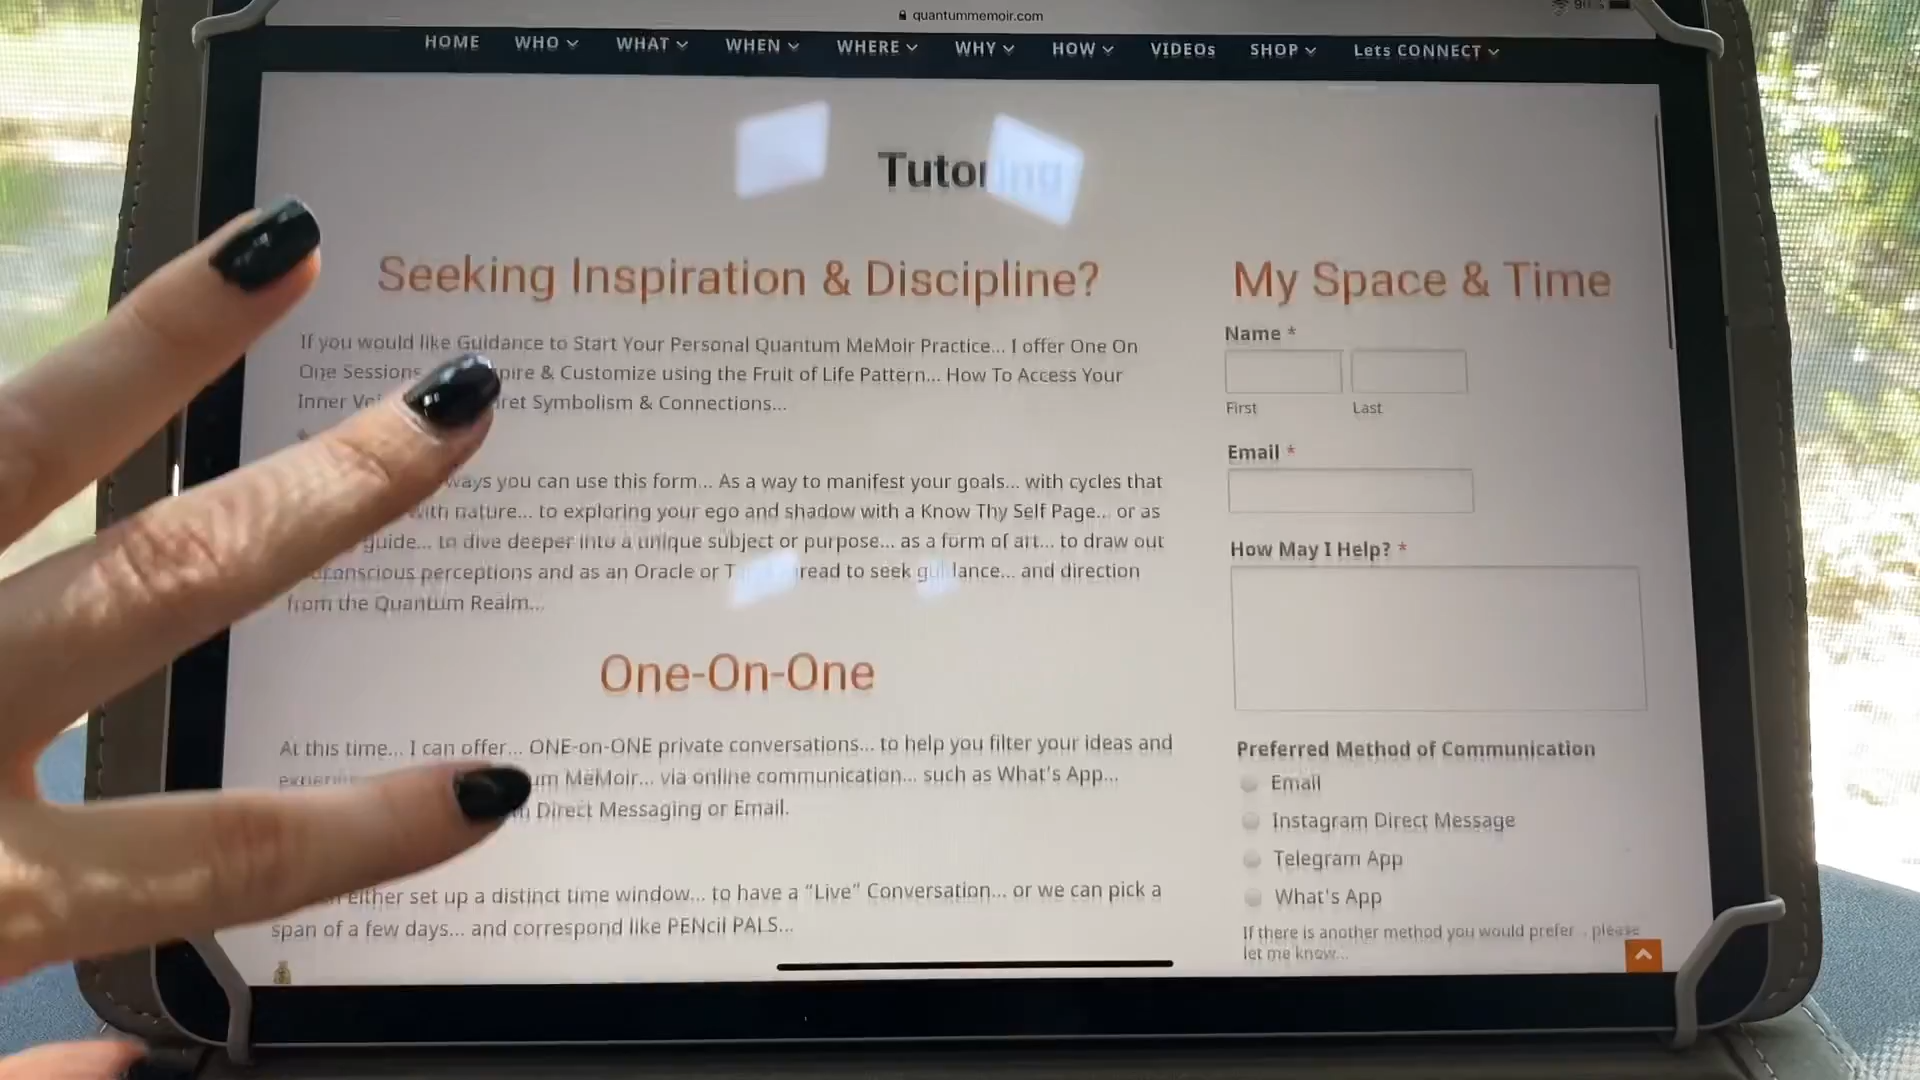 quantummemoir.com
HOME WHO WHAT WHEN WHERE WHY HOW VIDEOs SHOP Lets CONNECT
Tutoring
Seeking Inspiration & Discipline?
If you would like Guidance to Start Your Personal Quantum MeMoir Practice... I offer One On
One Sessions & Customize using the Fruit of Life Pattern... How To Access Your
Inner Symbolism & Connections...
ways you can use this form... As a way to manifest your goals... with cycles that
with nature... to exploring your ego and shadow with a Know Thy Self Page... or as
guide... to dive deeper into a unique subject or purpose... as a form of art... to draw out
perceptions and as an Oracle or to seek guidance... and direction
from the Quantum Realm...
One-On-One
At this time... I can offer... ONE-on-ONE private conversations... to help you filter your ideas and
MeMoir... via online communication... such as What's App...
Direct Messaging or Email.
either set up a distinct time window... to have a “Live” Conversation... or we can pick a
span of a few days... and correspond like PENcil PALS...
My Space & Time
Name *
First Last
Email *
How May I Help? *
Preferred Method of Communication
Email
Instagram Direct Message
Telegram App
What's App
If there is another method you would prefer... please
let me know...